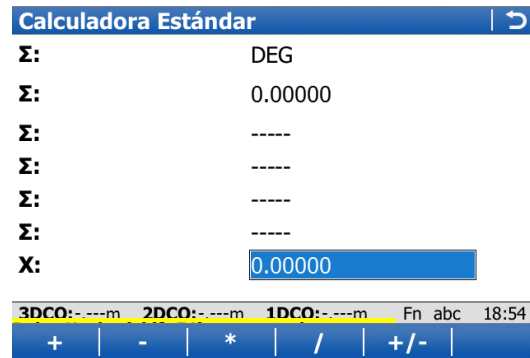 Calculadora Estándar
Σ: DEG
Σ: 0.00000
Σ: -----
Σ: -----
Σ: -----
Σ: -----
X: 0.00000
3DCQ:-.---m 2DCQ:-.---m 1DCQ:-.---m Fn abc 18:54
+ - * / +/-